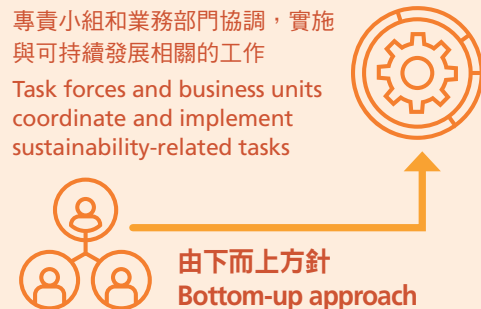 專責小組和業務部門協調，實施
與可持續發展相關的工作
Task forces and business units
coordinate and implement
sustainability-related tasks
由下而上方針
Bottom-up approach